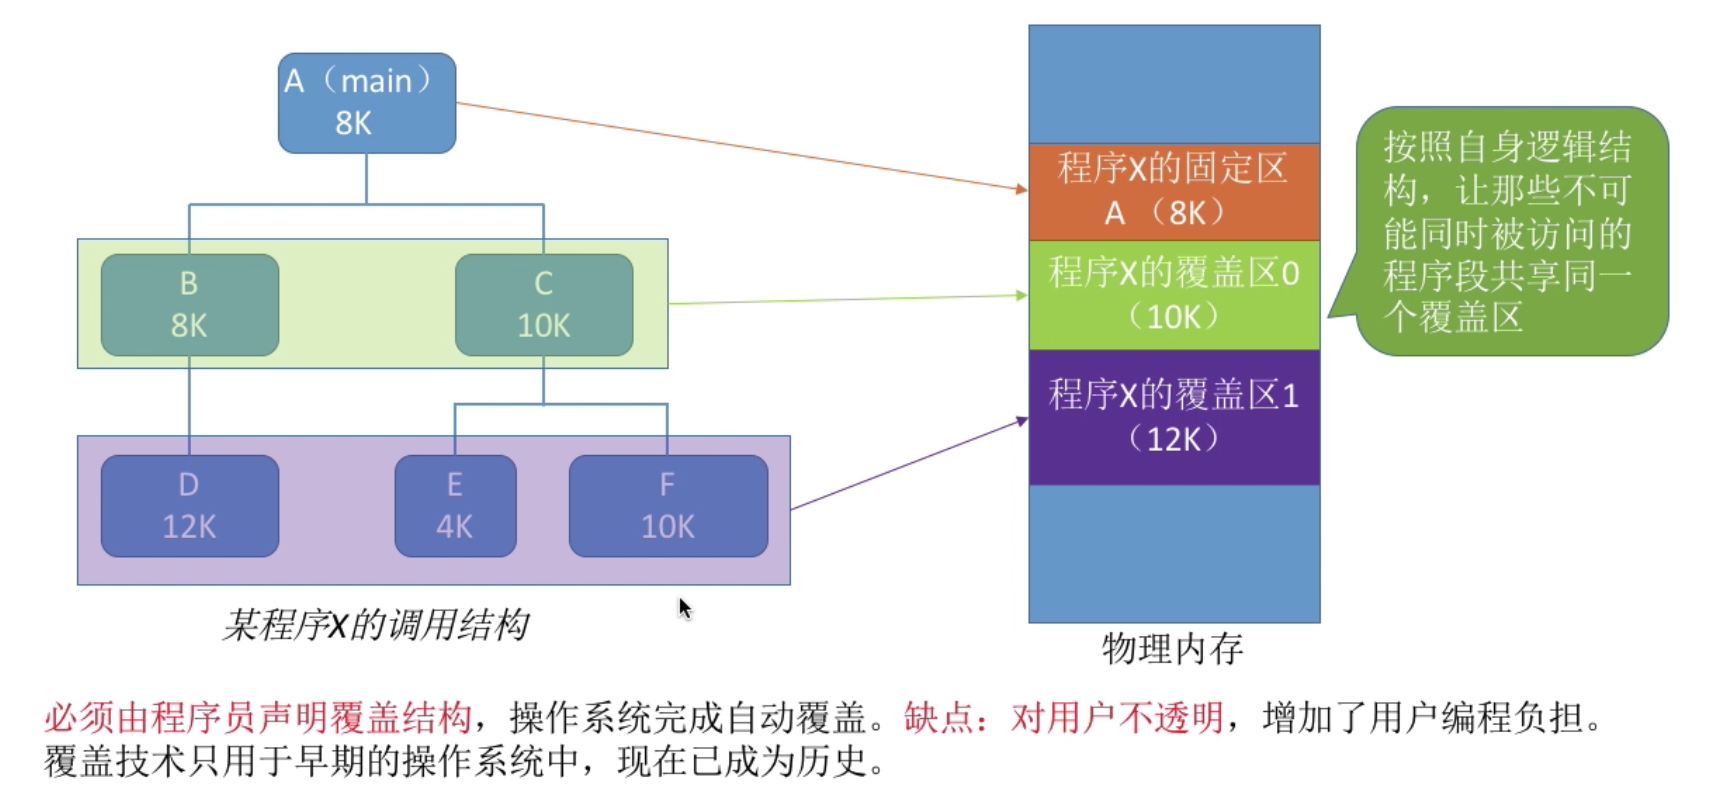 A（main）
8K
B
8K
C
10K
D
12K
E
4K
F
10K
某程序X的调用结构
程序X的固定区
A （8K）
程序X的覆盖区0
（10K）
程序X的覆盖区1
（12K）
物理内存
按照自身逻辑结
构，让那些不可
能同时被访问的
程序段共享同一
个覆盖区
必须由程序员声明覆盖结构，操作系统完成自动覆盖。缺点：对用户不透明，增加了用户编程负担。
覆盖技术只用于早期的操作系统中，现在已成为历史。